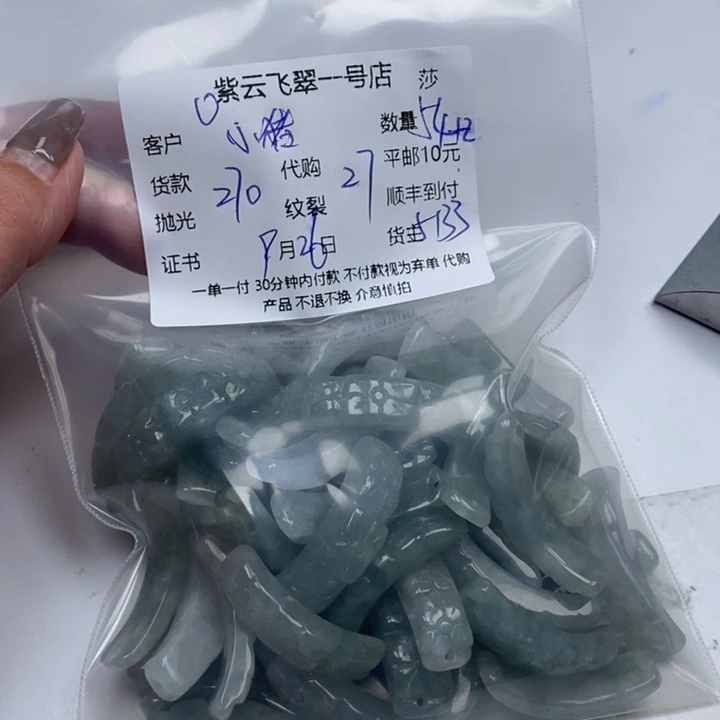 紫云飞翠一号店 莎
客户 小猪 数量 54
货款 270 代购 27 平邮10元
抛光 纹裂 顺丰到付
证书 9月26日 货主 5133
一单一付 30分钟内付款 不付款视为弃单 代购
产品 不退不换 介意慎拍